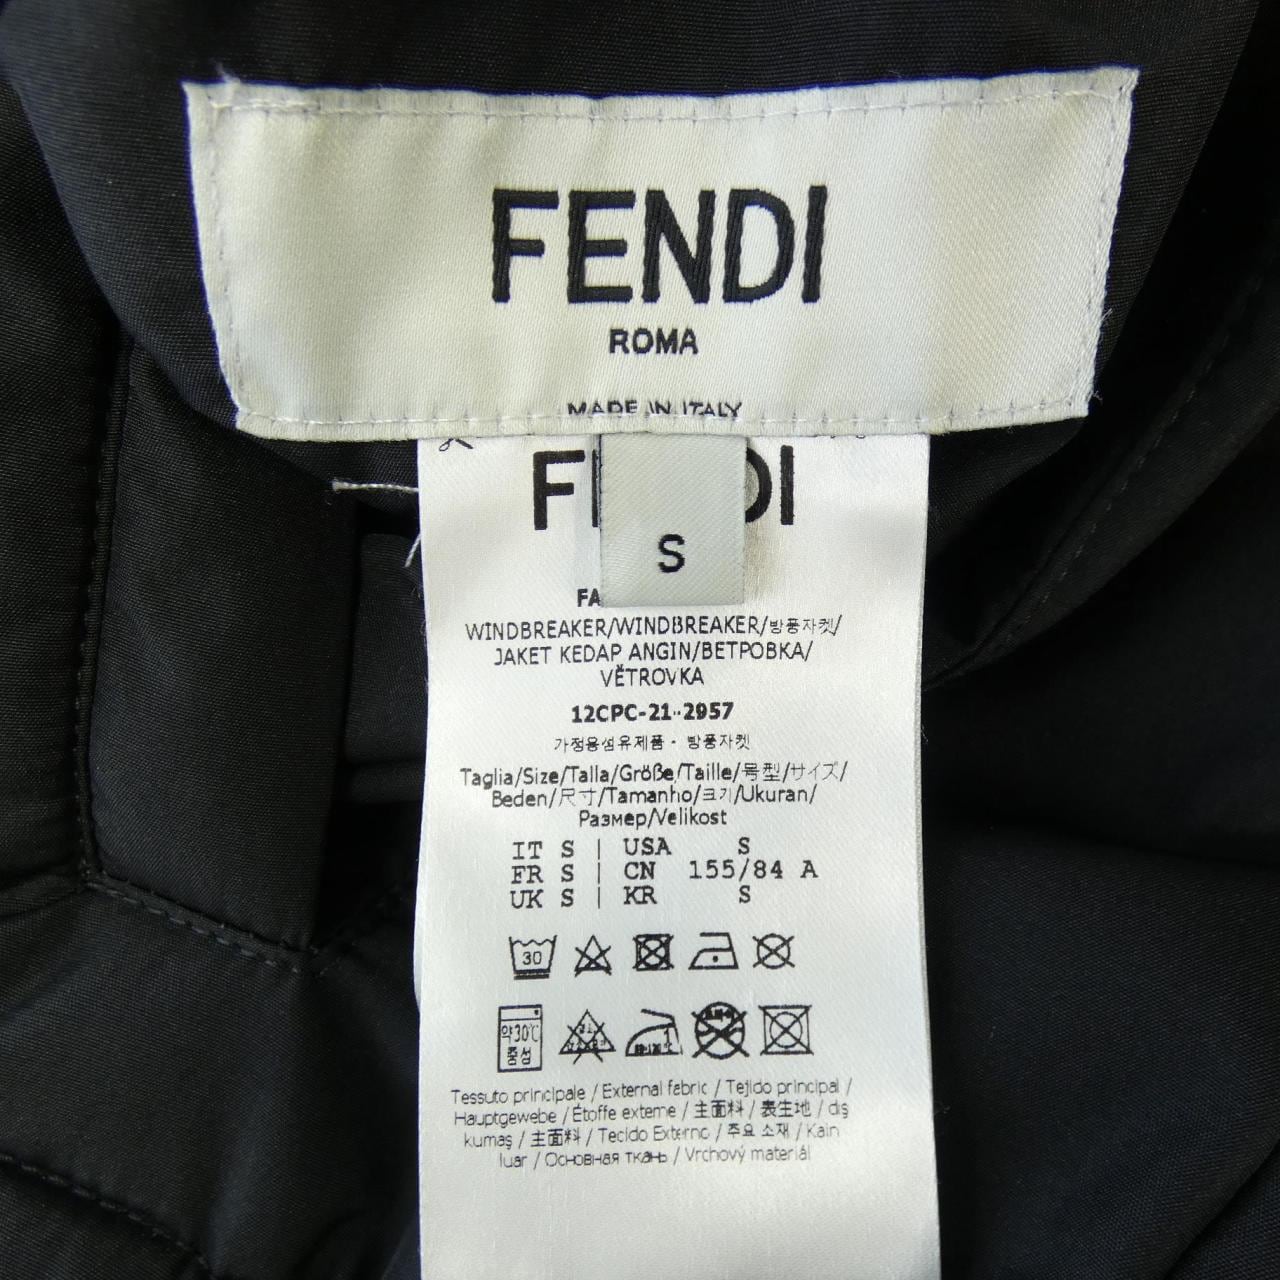 FENDI
ROMA
MADE IN ITALY
S
WINDBREAKER/WINDBREAKER/방풍자켓/
JAKET KEDAP ANGIN/ВЕТРОВКА/
VĚTROVKA
12CPC-21-2957
가정용섬유제품 - 방풍자켓
Taglia/Size/Talla/Größe/Taille/号型/サイズ/
Beden/尺寸/Tamanho/크기/Ukuran/
Размер/Velikost
IT S | USA S
FR S | CN 155/84 A
UK S | KR S
30
약30℃
중성
Tessuto principale / External fabric / Tejido principal /
Hauptgewebe / Étoffe externe / 主面料 / 表生地 / dış
kumaş / 主面料 / Tecido Externo / 주요 소재 / Kain
luar / Основная ткань / Vrchový materiál